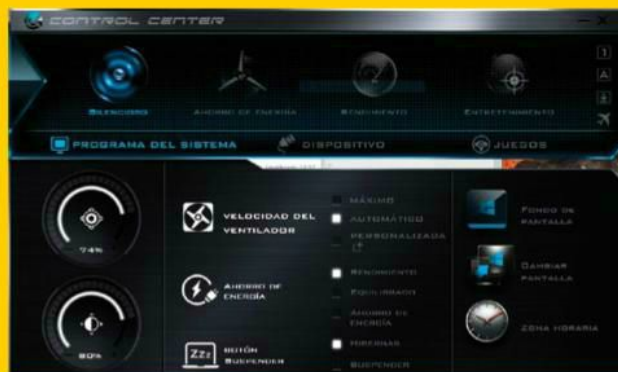 CONTROL CENTER
SILENCIOSO
AHORRO DE ENERGÍA
RENDIMIENTO
ENTRETENIMIENTO
1
A
PROGRAMA DEL SISTEMA
DISPOSITIVO
JUEGOS
74%
VELOCIDAD DEL
VENTILADOR
MÁXIMO
AUTOMÁTICO
PERSONALIZADA
FONDO DE
PANTALLA
AHORRO DE
ENERGÍA
RENDIMIENTO
EQUILIBRADO
AHORRO DE
ENERGÍA
CAMBIAR
PANTALLA
80%
Zzz
BOTÓN
SUSPENDER
HIBERNAR
SUSPENDER
ZONA HORARIA